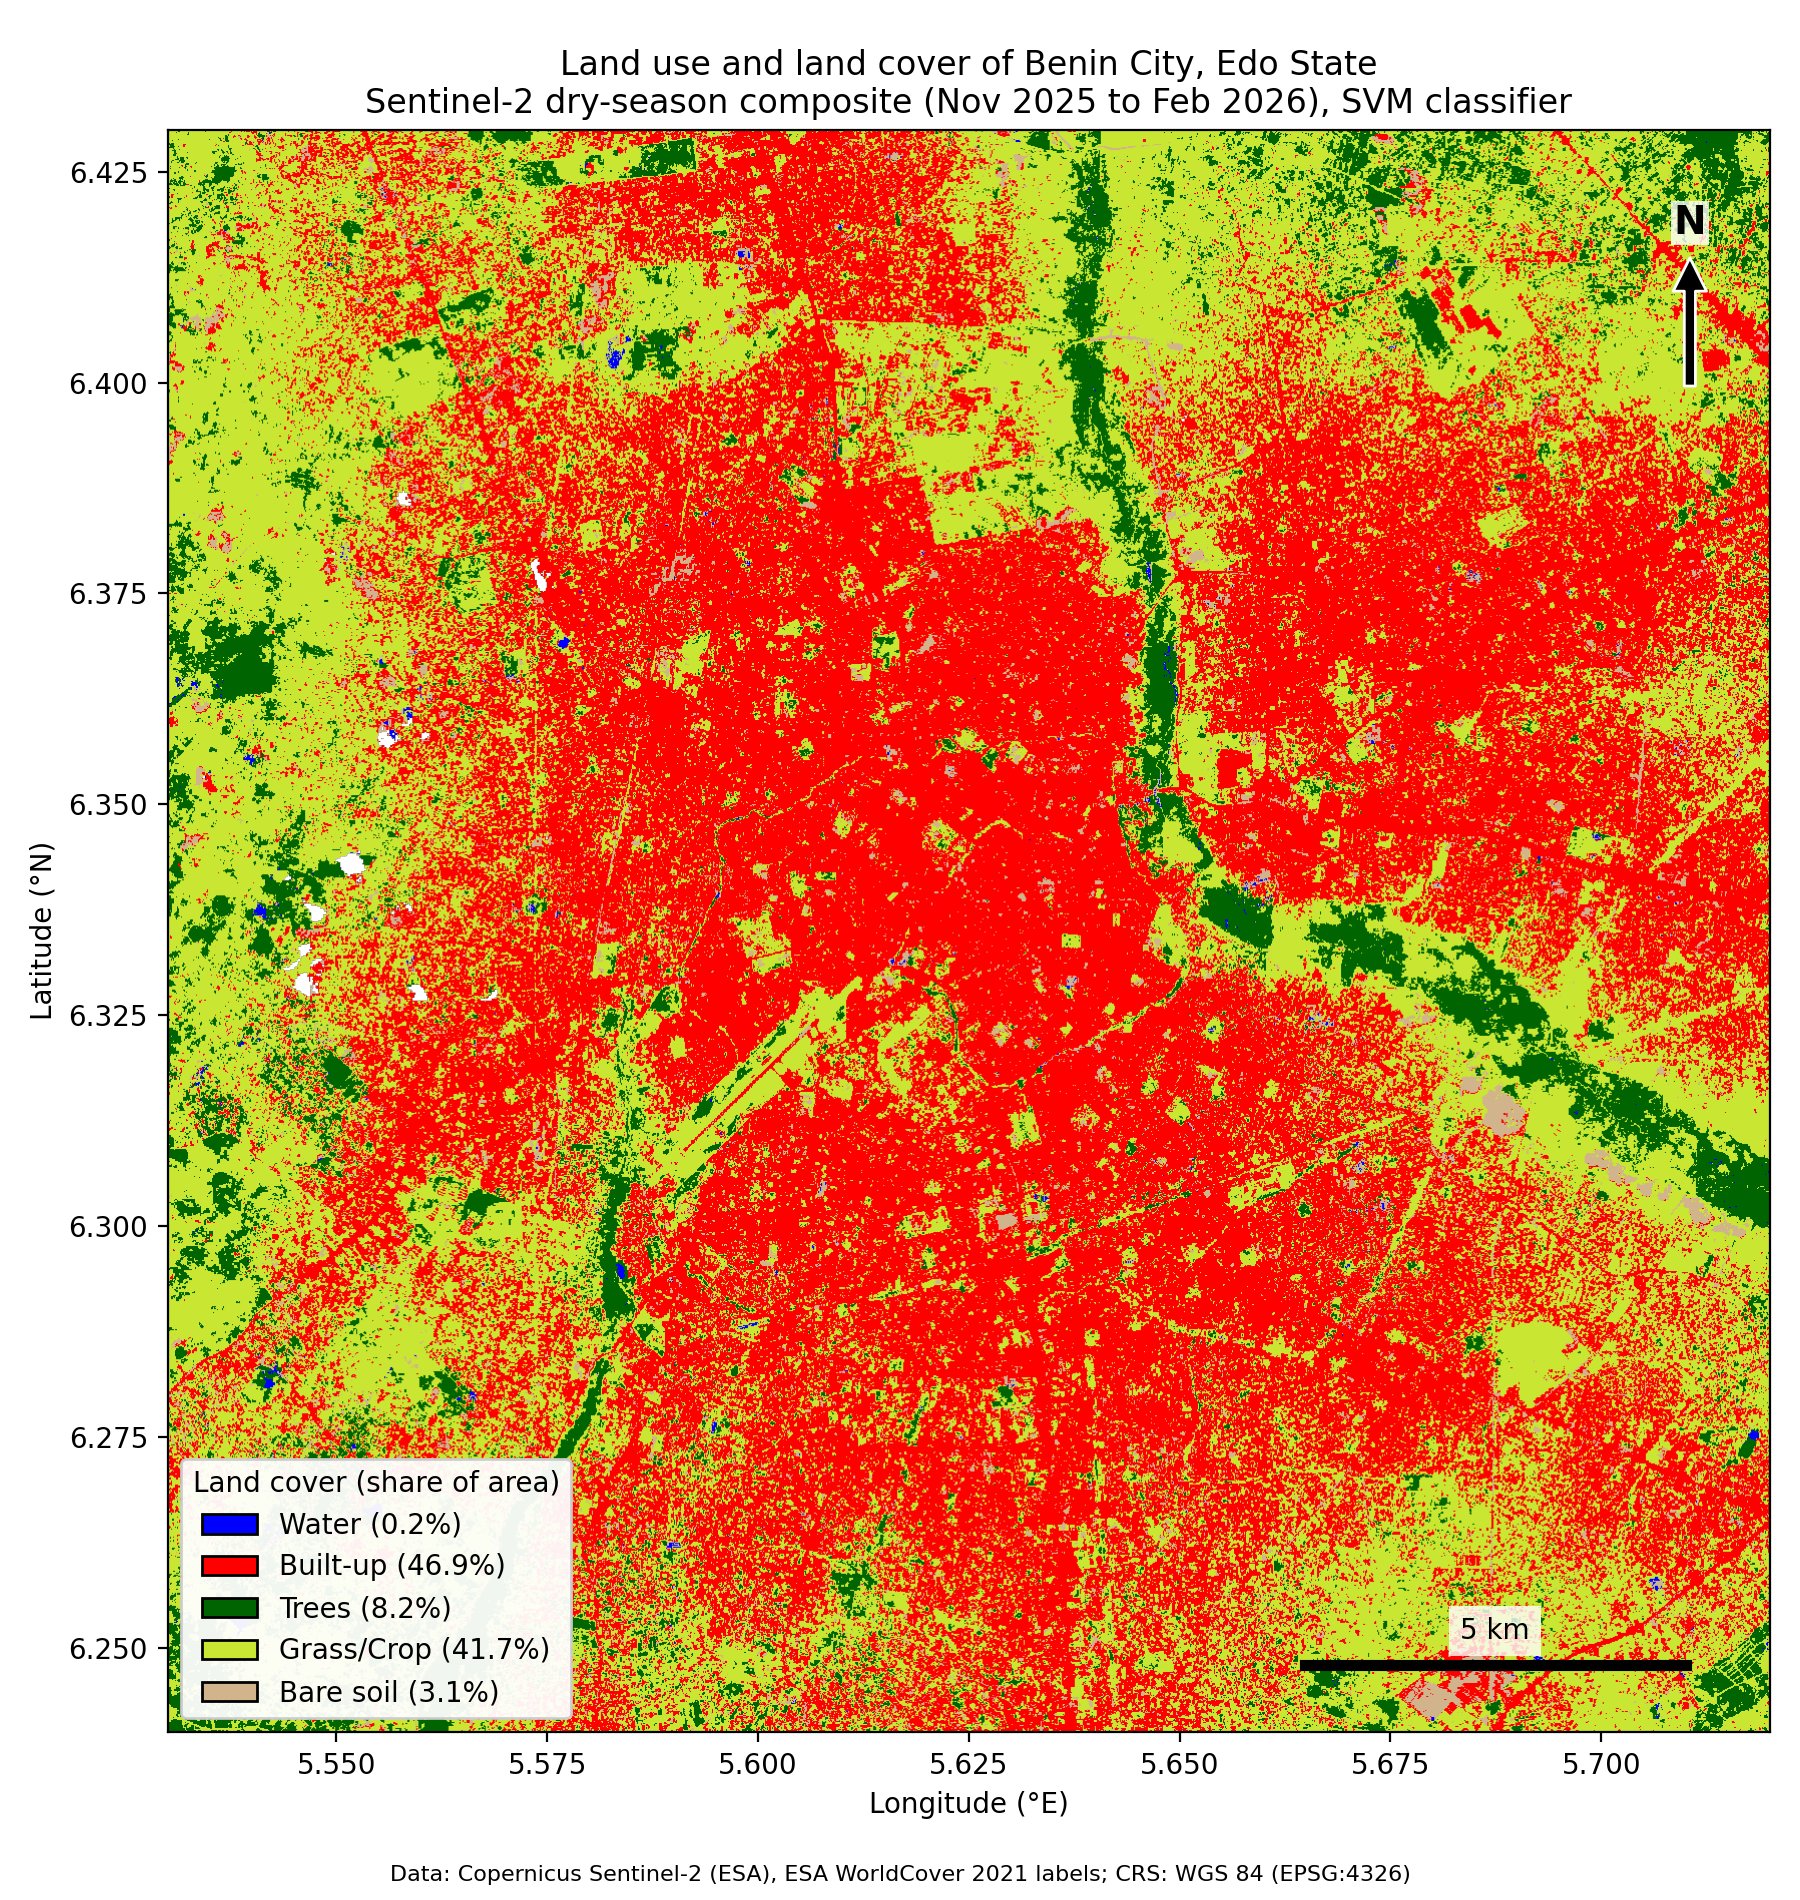 Land use and land cover of Benin City, Edo State
Sentinel-2 dry-season composite (Nov 2025 to Feb 2026), SVM classifier
6.425
6.400
6.375
6.350
6.325
6.300
6.275
6.250
Latitude (°N)
N
Land cover (share of area)
Water (0.2%)
Built-up (46.9%)
Trees (8.2%)
Grass/Crop (41.7%)
Bare soil (3.1%)
5 km
5.550 5.575 5.600 5.625 5.650 5.675 5.700
Longitude (°E)
Data: Copernicus Sentinel-2 (ESA), ESA WorldCover 2021 labels; CRS: WGS 84 (EPSG:4326)